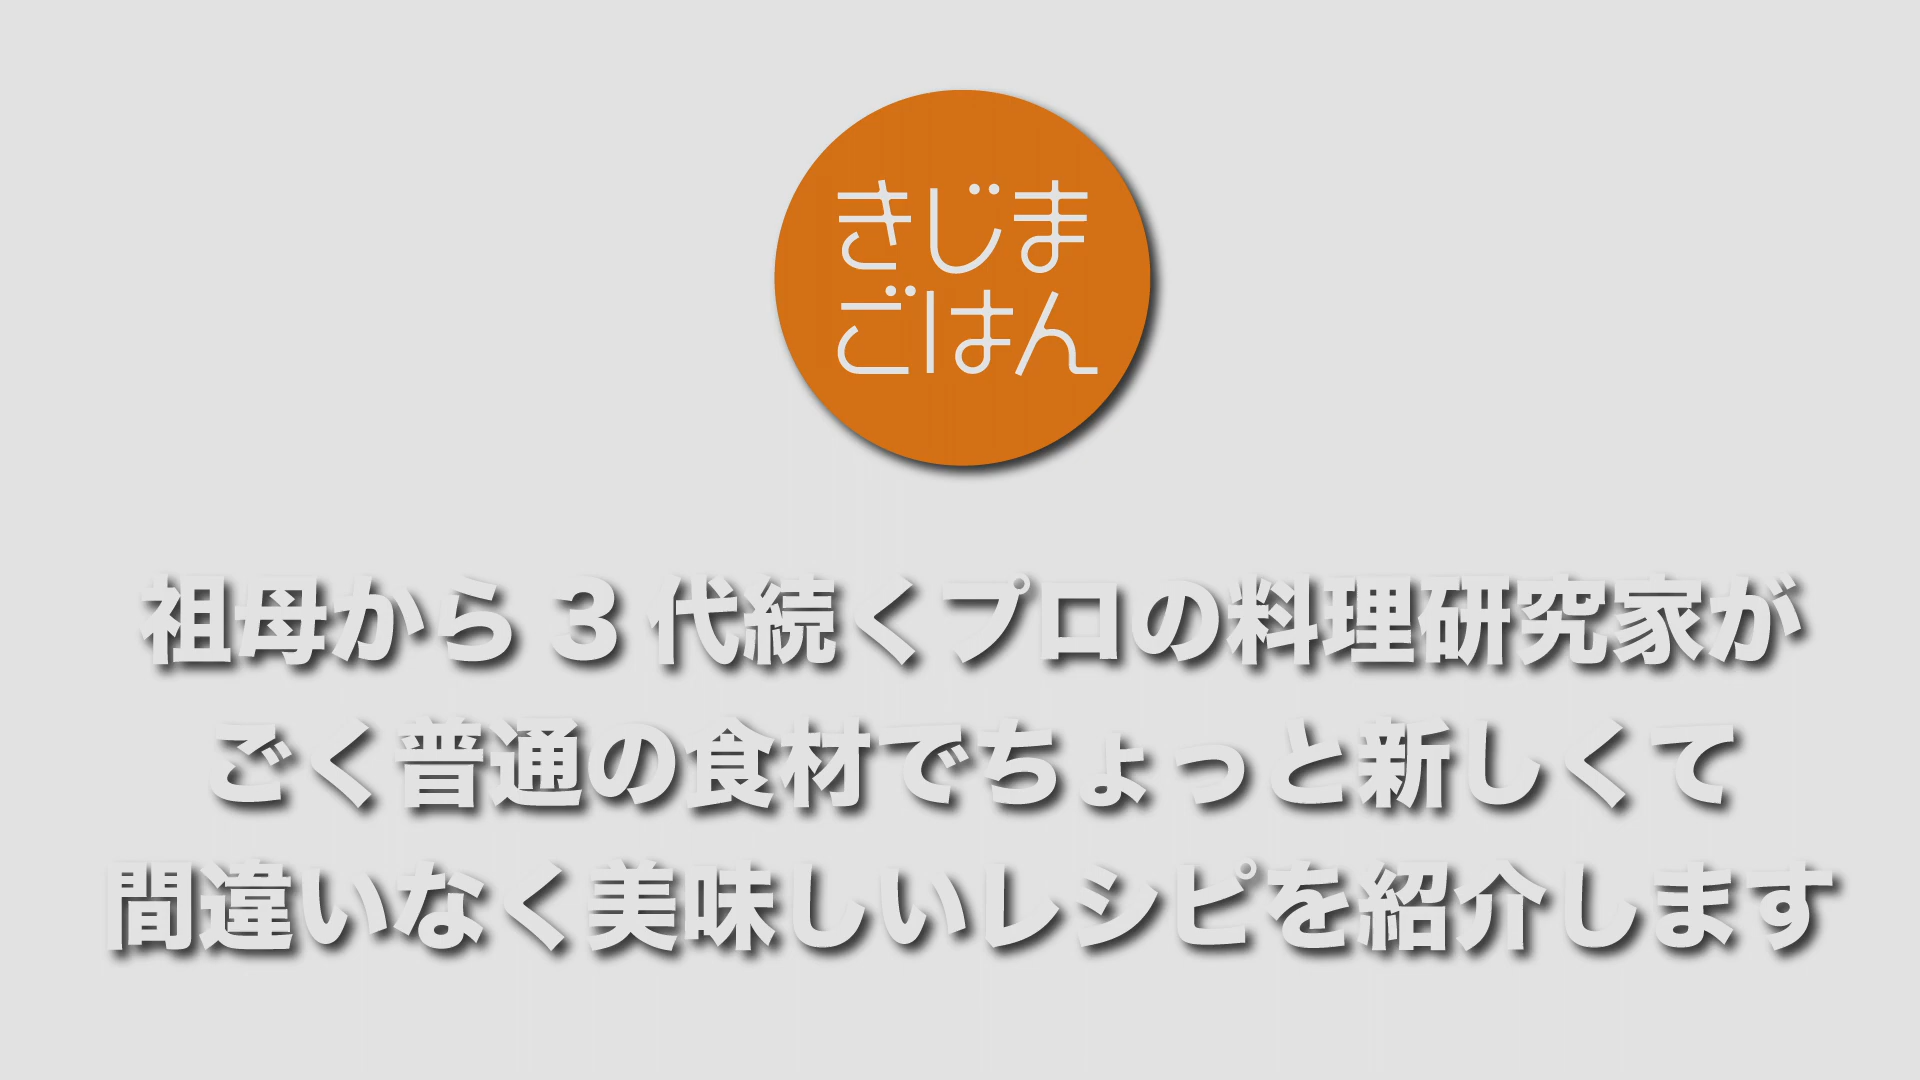 きじま
ごはん
祖母から3代続くプロの料理研究家が
ごく普通の食材でちょっと新しくて
間違いなく美味しいレシピを紹介します